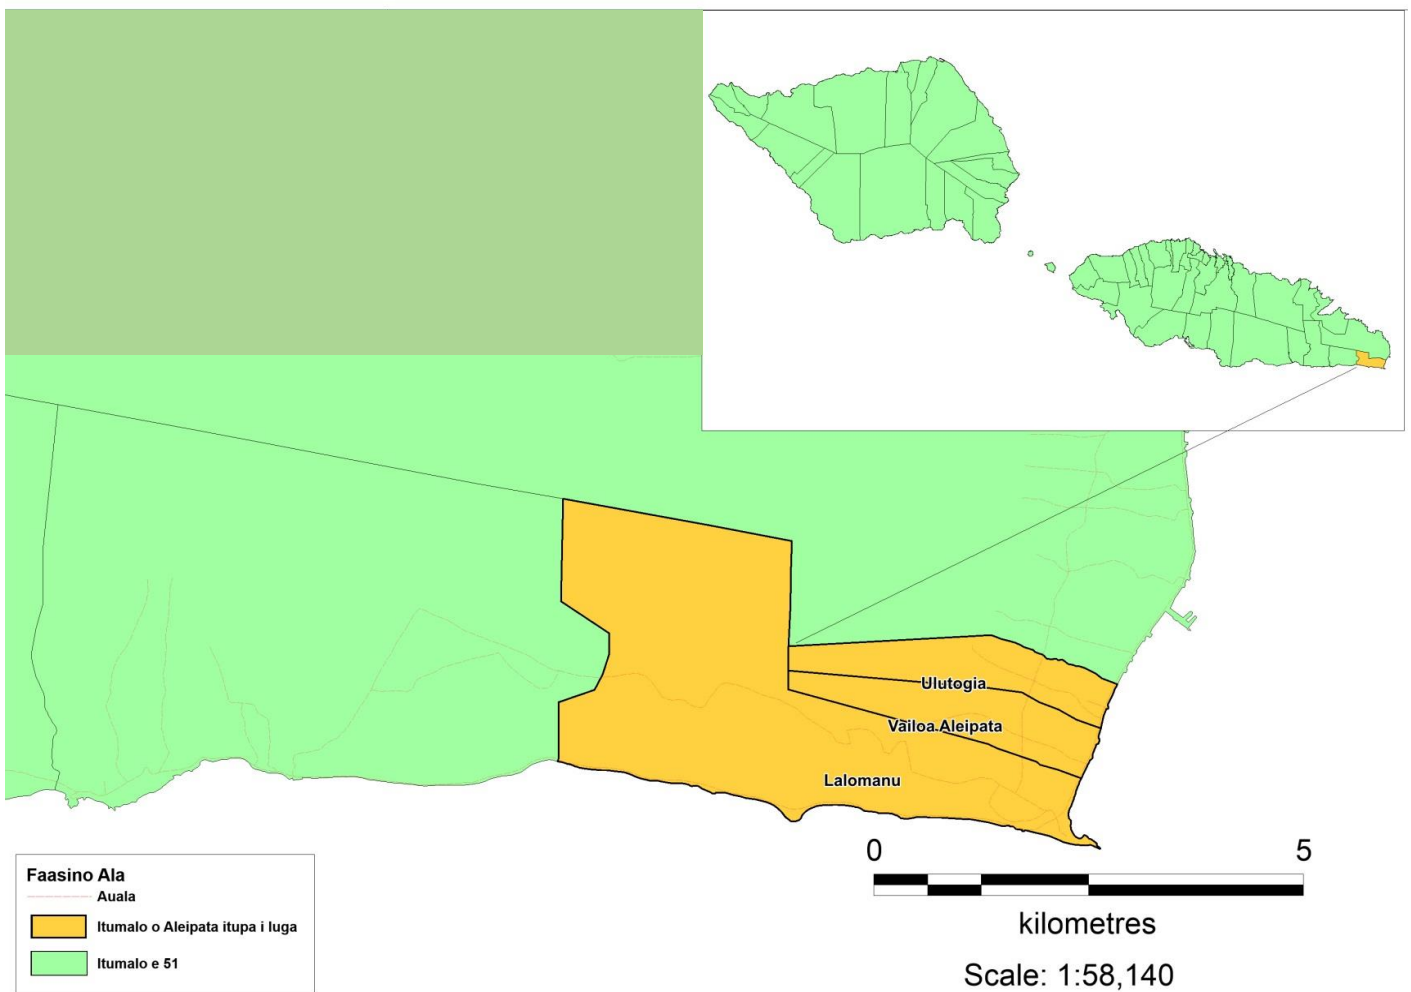 Ulutogia
Vailoa Aleipata
Lalomanu
Faasino Ala
Auala
Itumalo o Aleipata itupa i luga
Itumalo e 51
0 5
kilometres
Scale: 1:58,140